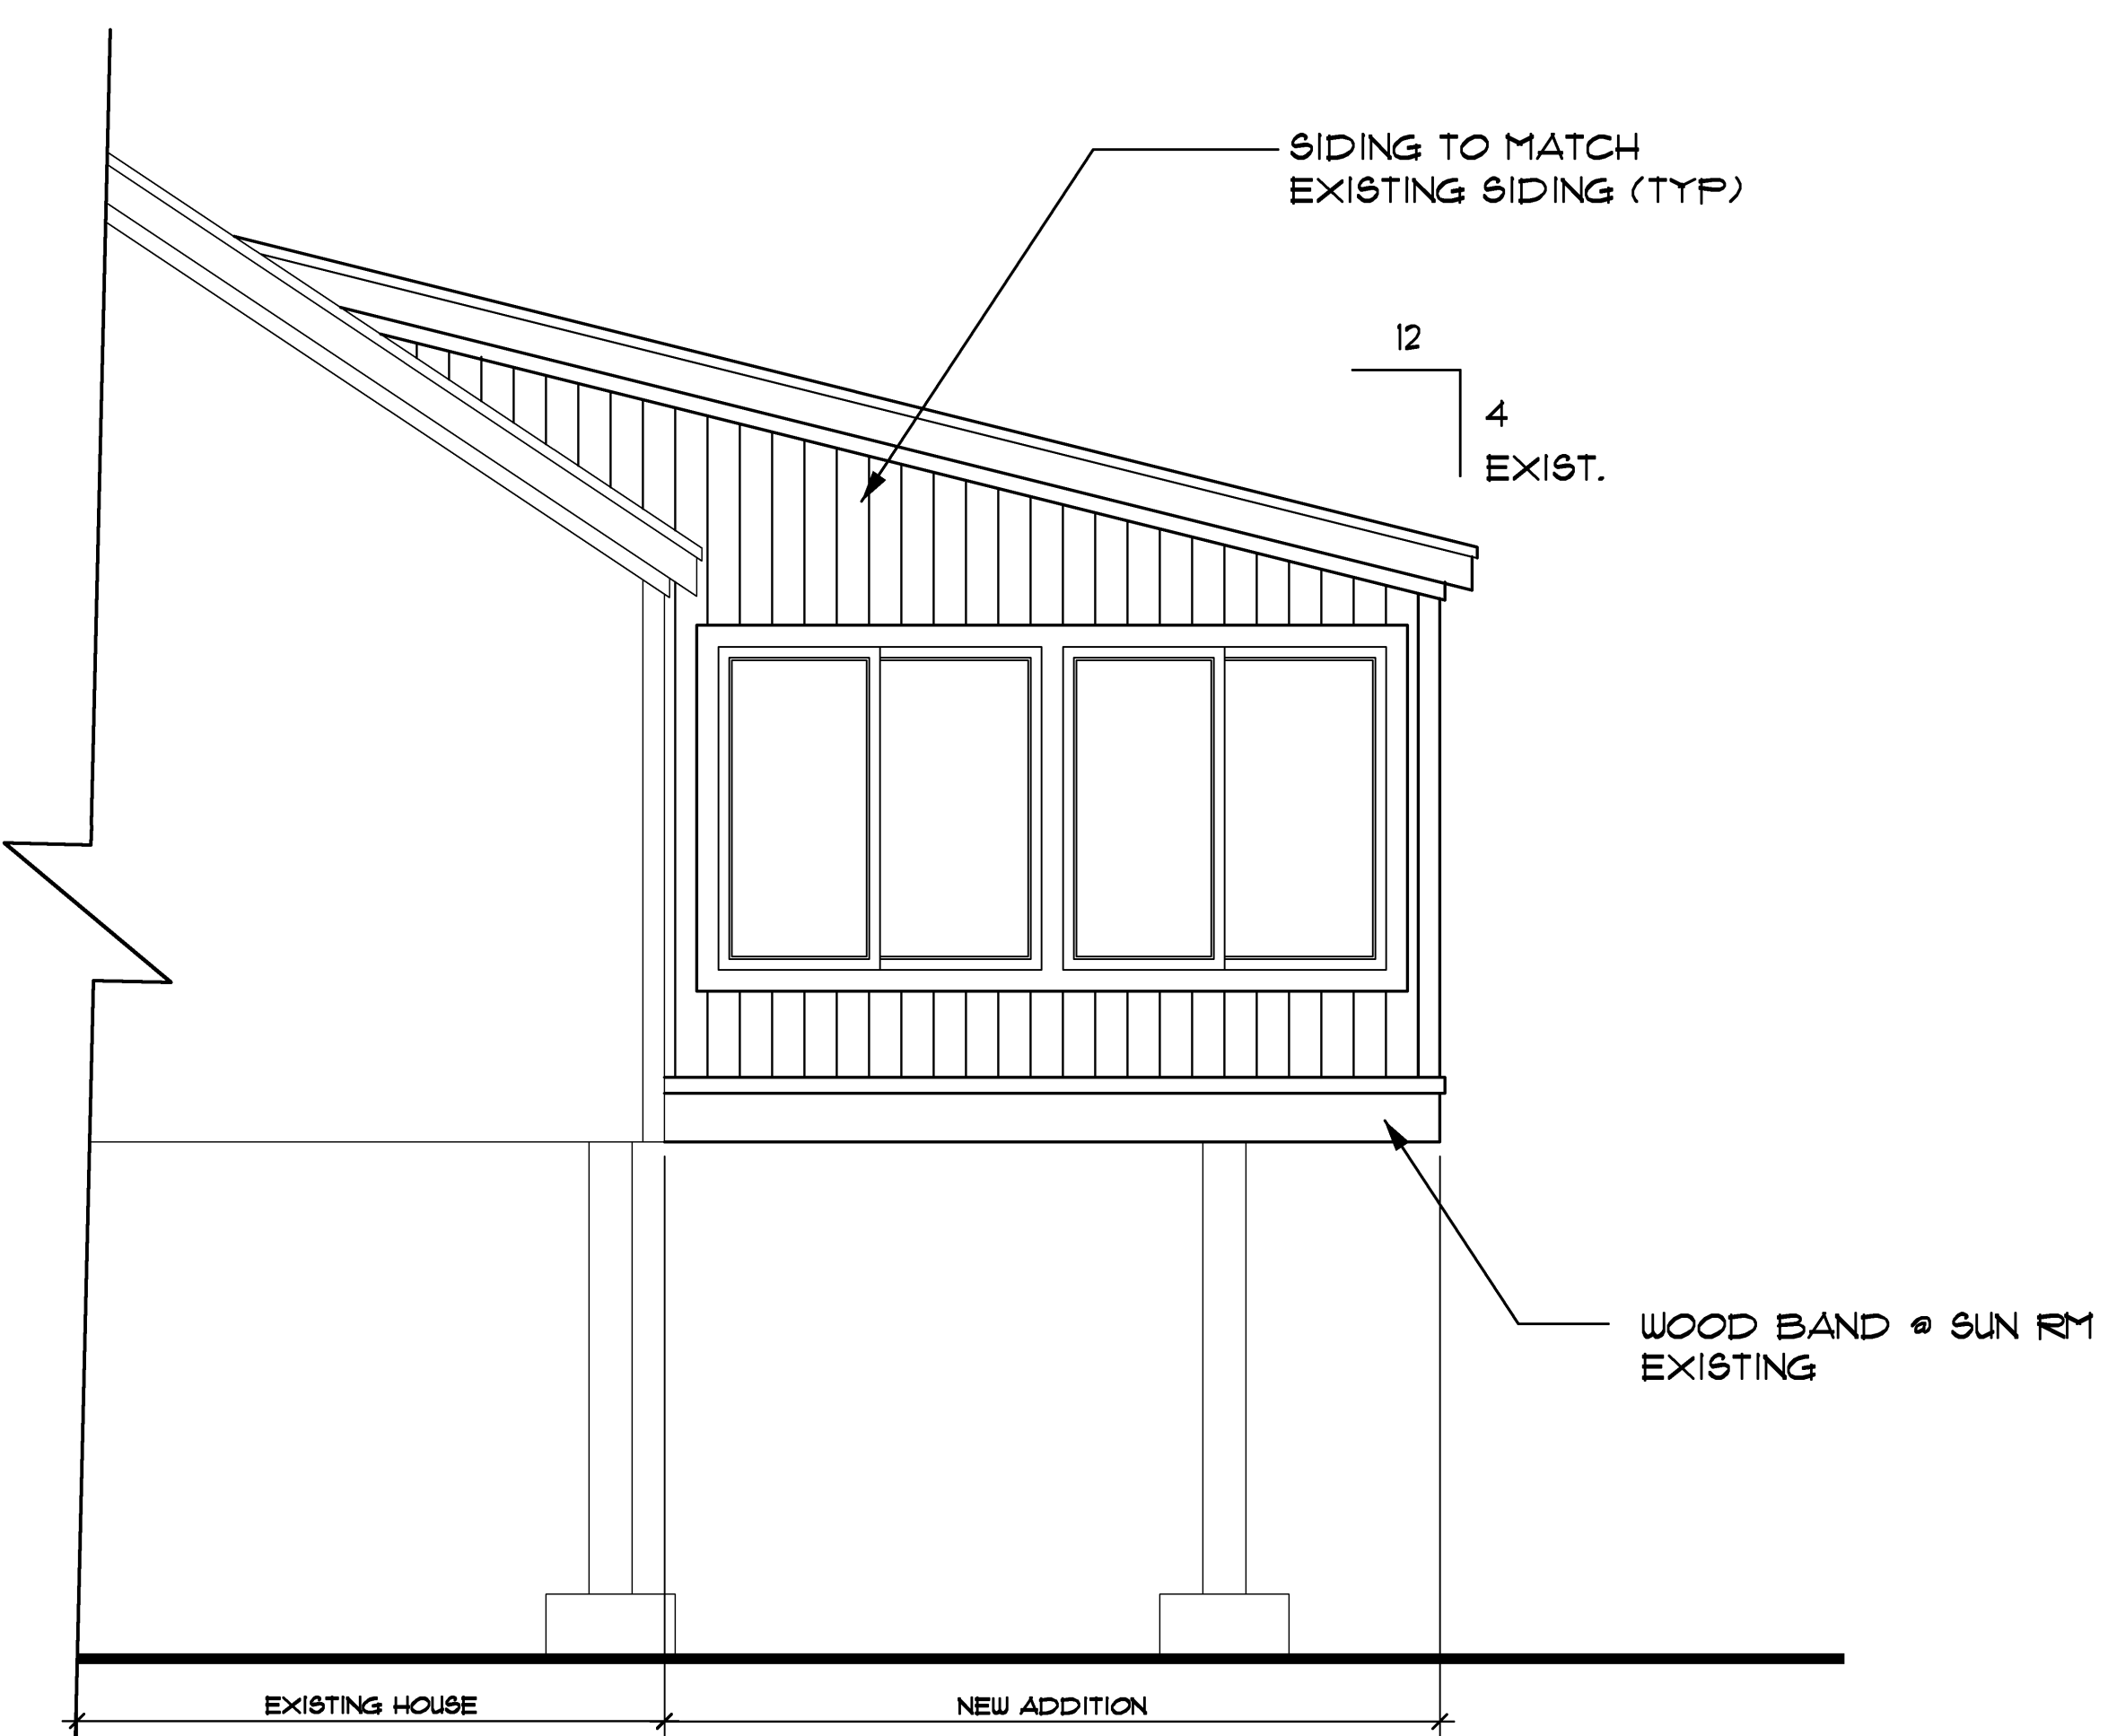 SIDING TO MATCH
EXISTING SIDING (TYP)
12
4
EXIST.
WOOD BAND @ SUN RM
EXISTING
EXISTING HOUSE
NEW ADDITION